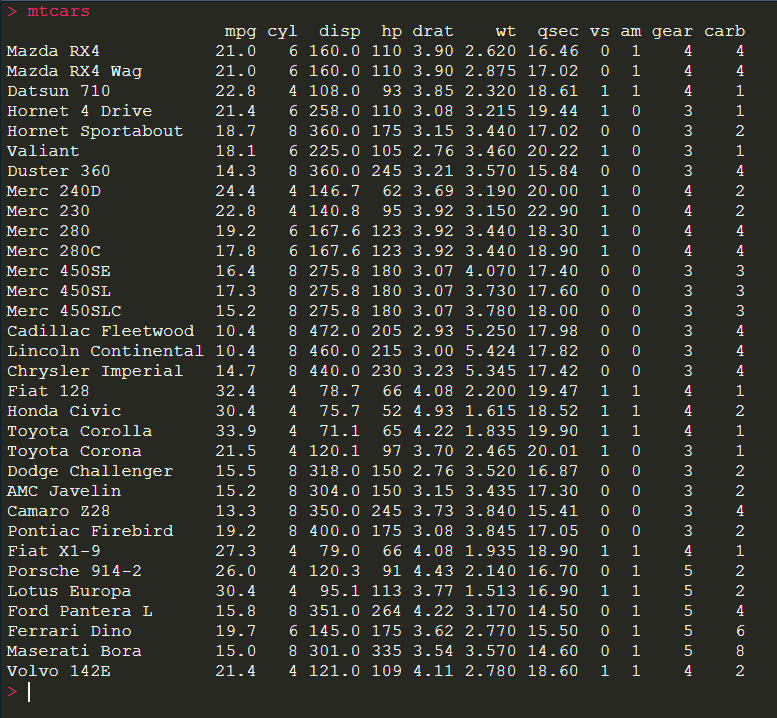 > mtcars
                     mpg cyl  disp  hp drat    wt  qsec vs am gear carb
Mazda RX4           21.0   6 160.0 110 3.90 2.620 16.46  0  1    4    4
Mazda RX4 Wag       21.0   6 160.0 110 3.90 2.875 17.02  0  1    4    4
Datsun 710          22.8   4 108.0  93 3.85 2.320 18.61  1  1    4    1
Hornet 4 Drive      21.4   6 258.0 110 3.08 3.215 19.44  1  0    3    1
Hornet Sportabout   18.7   8 360.0 175 3.15 3.440 17.02  0  0    3    2
Valiant             18.1   6 225.0 105 2.76 3.460 20.22  1  0    3    1
Duster 360          14.3   8 360.0 245 3.21 3.570 15.84  0  0    3    4
Merc 240D           24.4   4 146.7  62 3.69 3.190 20.00  1  0    4    2
Merc 230            22.8   4 140.8  95 3.92 3.150 22.90  1  0    4    2
Merc 280            19.2   6 167.6 123 3.92 3.440 18.30  1  0    4    4
Merc 280C           17.8   6 167.6 123 3.92 3.440 18.90  1  0    4    4
Merc 450SE          16.4   8 275.8 180 3.07 4.070 17.40  0  0    3    3
Merc 450SL          17.3   8 275.8 180 3.07 3.730 17.60  0  0    3    3
Merc 450SLC         15.2   8 275.8 180 3.07 3.780 18.00  0  0    3    3
Cadillac Fleetwood  10.4   8 472.0 205 2.93 5.250 17.98  0  0    3    4
Lincoln Continental 10.4   8 460.0 215 3.00 5.424 17.82  0  0    3    4
Chrysler Imperial   14.7   8 440.0 230 3.23 5.345 17.42  0  0    3    4
Fiat 128            32.4   4  78.7  66 4.08 2.200 19.47  1  1    4    1
Honda Civic         30.4   4  75.7  52 4.93 1.615 18.52  1  1    4    2
Toyota Corolla      33.9   4  71.1  65 4.22 1.835 19.90  1  1    4    1
Toyota Corona       21.5   4 120.1  97 3.70 2.465 20.01  1  0    3    1
Dodge Challenger    15.5   8 318.0 150 2.76 3.520 16.87  0  0    3    2
AMC Javelin         15.2   8 304.0 150 3.15 3.435 17.30  0  0    3    2
Camaro Z28          13.3   8 350.0 245 3.73 3.840 15.41  0  0    3    4
Pontiac Firebird    19.2   8 400.0 175 3.08 3.845 17.05  0  0    3    2
Fiat X1-9           27.3   4  79.0  66 4.08 1.935 18.90  1  1    4    1
Porsche 914-2       26.0   4 120.3  91 4.43 2.140 16.70  0  1    5    2
Lotus Europa        30.4   4  95.1 113 3.77 1.513 16.90  1  1    5    2
Ford Pantera L      15.8   8 351.0 264 4.22 3.170 14.50  0  1    5    4
Ferrari Dino        19.7   6 145.0 175 3.62 2.770 15.50  0  1    5    6
Maserati Bora       15.0   8 301.0 335 3.54 3.570 14.60  0  1    5    8
Volvo 142E          21.4   4 121.0 109 4.11 2.780 18.60  1  1    4    2
>